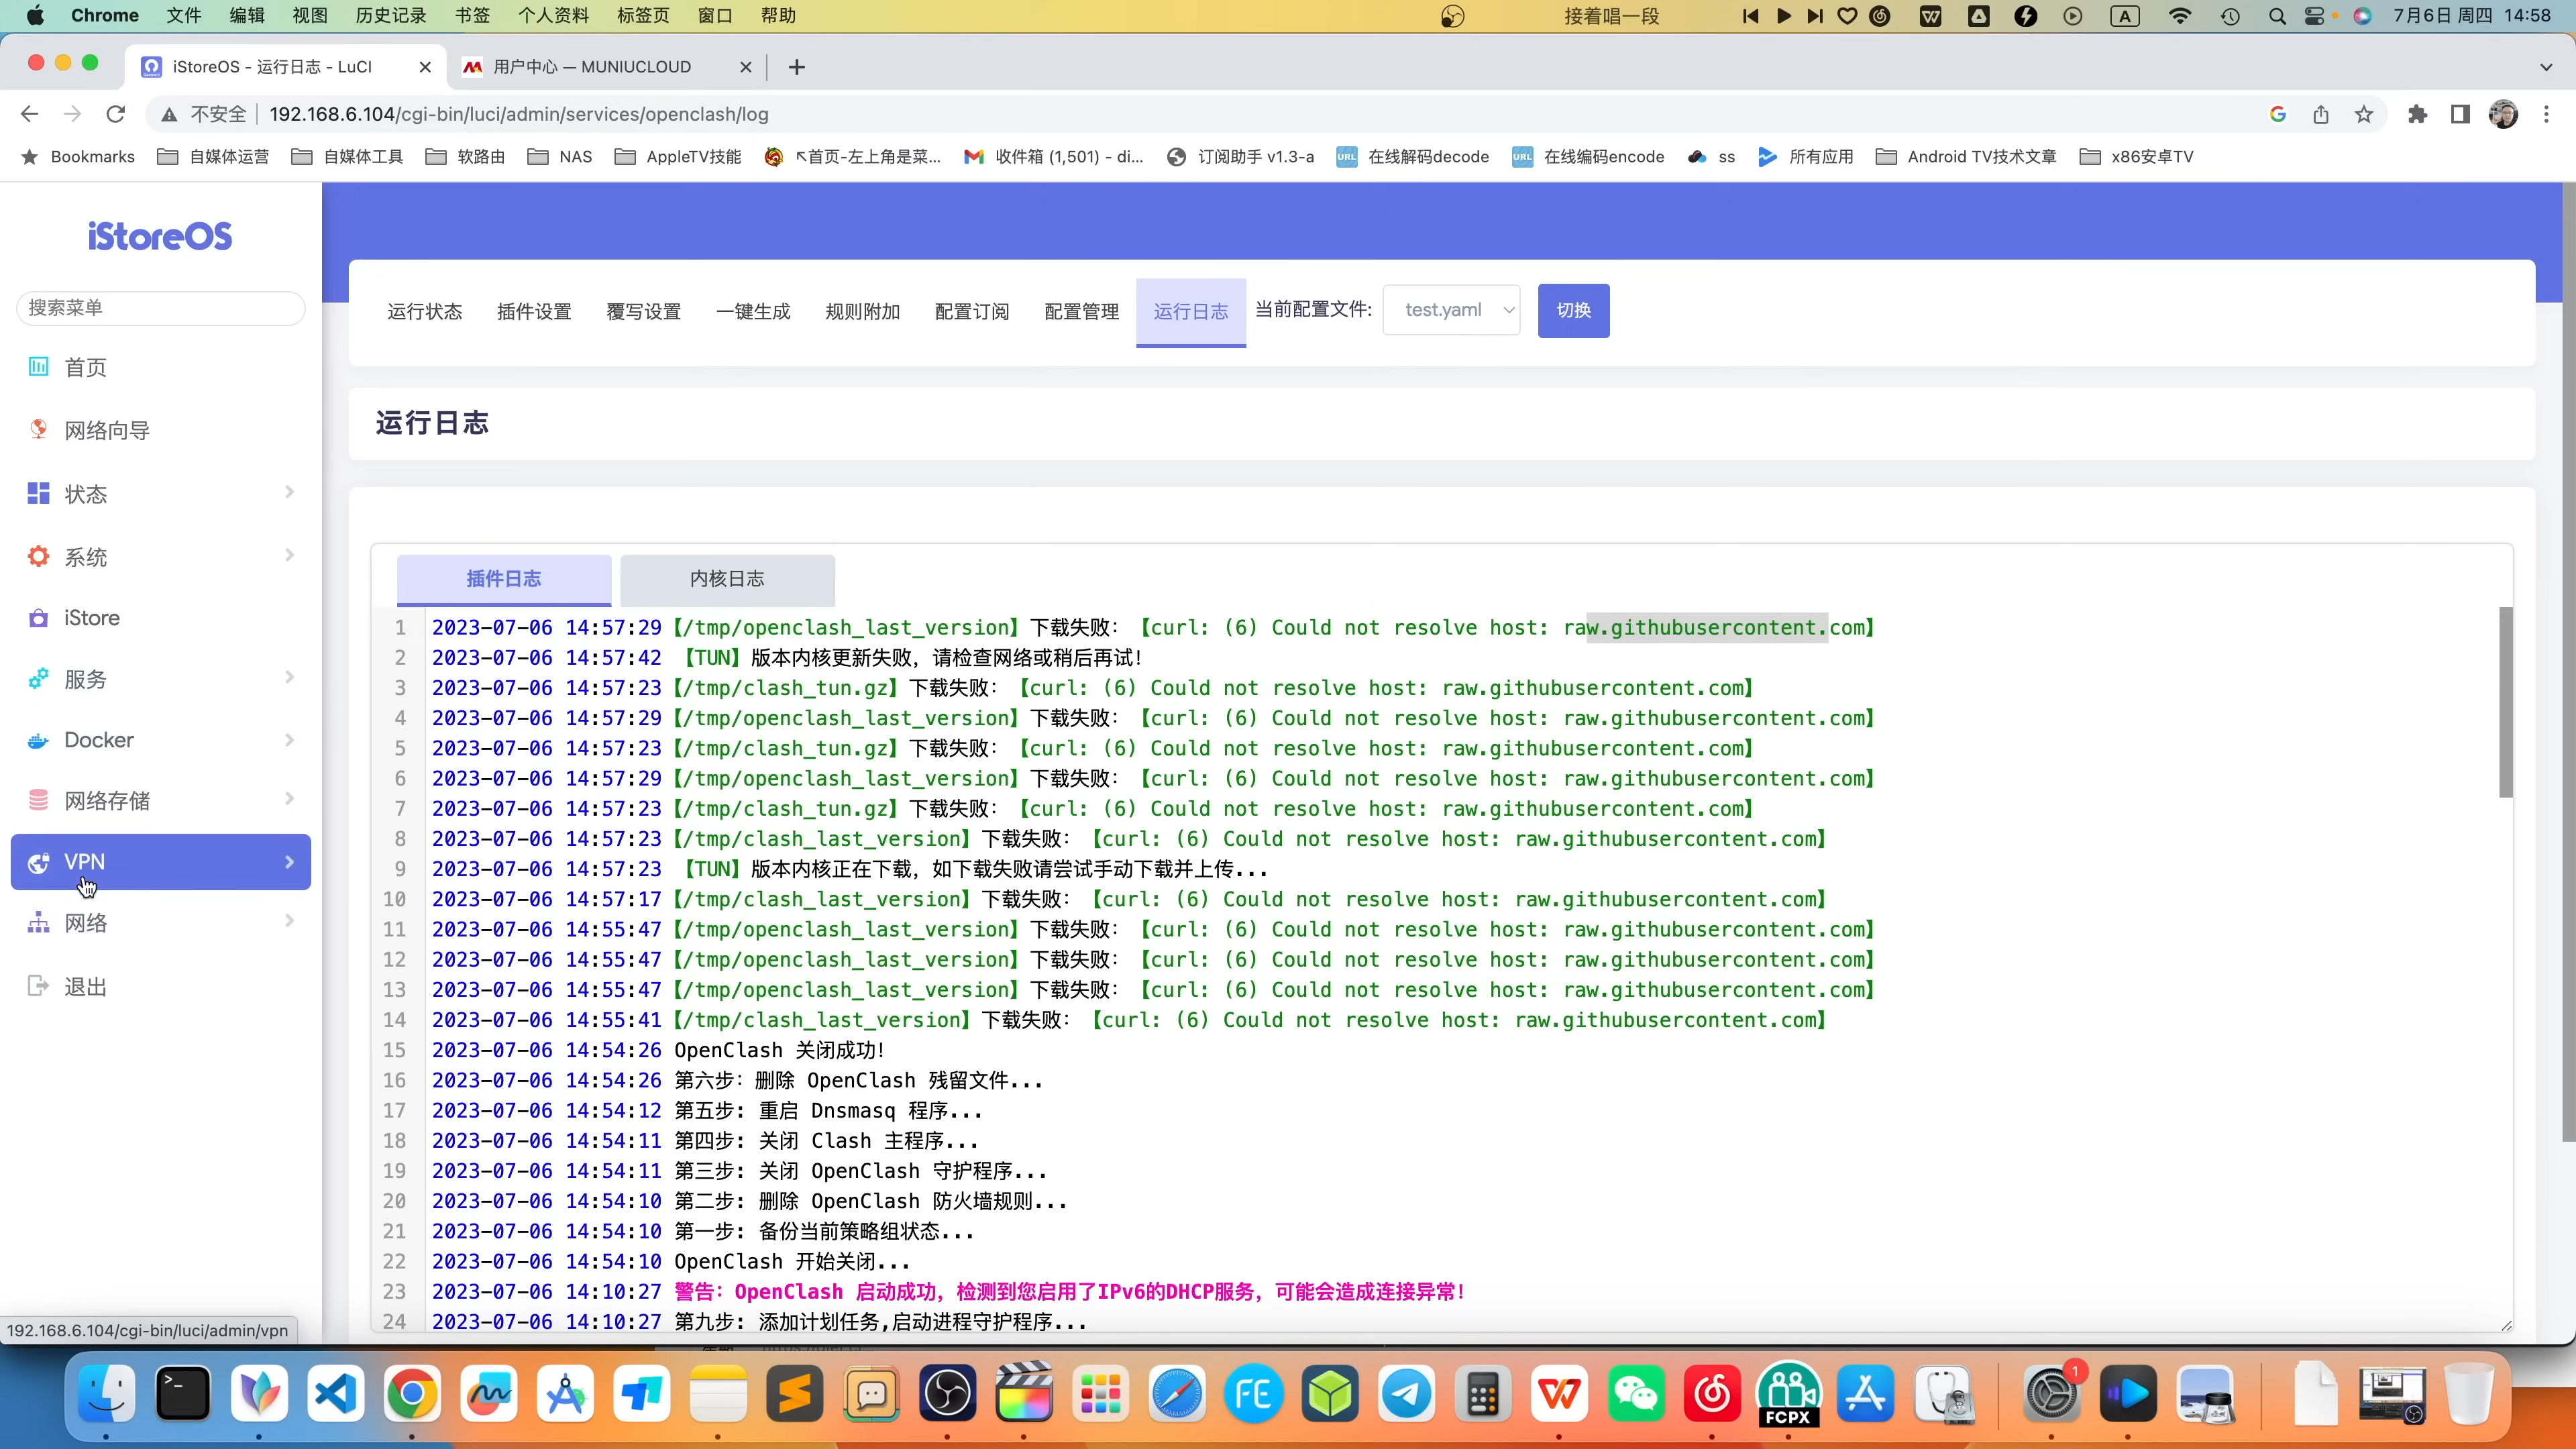 Chrome 文件 编辑 视图 历史记录 书签 个人资料 标签页 窗口 帮助 接着唱一段 A 7月6日 周四 14:58
iStoreOS - 运行日志 - LuCI 用户中心 — MUNIUCLOUD
不安全 192.168.6.104/cgi-bin/luci/admin/services/openclash/log
Bookmarks 自媒体运营 自媒体工具 软路由 NAS AppleTV技能 ↖首页-左上角是菜... 收件箱 (1,501) - di... 订阅助手 v1.3-a URL 在线解码decode URL 在线编码encode ss 所有应用 Android TV技术文章 x86安卓TV
iStoreOS
搜索菜单
首页
网络向导
状态
系统
iStore
服务
Docker
网络存储
VPN
网络
退出
运行状态 插件设置 覆写设置 一键生成 规则附加 配置订阅 配置管理 运行日志 当前配置文件: test.yaml 切换
运行日志
插件日志 内核日志
1 2023-07-06 14:57:29【/tmp/openclash_last_version】下载失败：【curl: (6) Could not resolve host: raw.githubusercontent.com】
2 2023-07-06 14:57:42 【TUN】版本内核更新失败，请检查网络或稍后再试！
3 2023-07-06 14:57:23【/tmp/clash_tun.gz】下载失败：【curl: (6) Could not resolve host: raw.githubusercontent.com】
4 2023-07-06 14:57:29【/tmp/openclash_last_version】下载失败：【curl: (6) Could not resolve host: raw.githubusercontent.com】
5 2023-07-06 14:57:23【/tmp/clash_tun.gz】下载失败：【curl: (6) Could not resolve host: raw.githubusercontent.com】
6 2023-07-06 14:57:29【/tmp/openclash_last_version】下载失败：【curl: (6) Could not resolve host: raw.githubusercontent.com】
7 2023-07-06 14:57:23【/tmp/clash_tun.gz】下载失败：【curl: (6) Could not resolve host: raw.githubusercontent.com】
8 2023-07-06 14:57:23【/tmp/clash_last_version】下载失败：【curl: (6) Could not resolve host: raw.githubusercontent.com】
9 2023-07-06 14:57:23 【TUN】版本内核正在下载，如下载失败请尝试手动下载并上传...
10 2023-07-06 14:57:17【/tmp/clash_last_version】下载失败：【curl: (6) Could not resolve host: raw.githubusercontent.com】
11 2023-07-06 14:55:47【/tmp/openclash_last_version】下载失败：【curl: (6) Could not resolve host: raw.githubusercontent.com】
12 2023-07-06 14:55:47【/tmp/openclash_last_version】下载失败：【curl: (6) Could not resolve host: raw.githubusercontent.com】
13 2023-07-06 14:55:47【/tmp/openclash_last_version】下载失败：【curl: (6) Could not resolve host: raw.githubusercontent.com】
14 2023-07-06 14:55:41【/tmp/clash_last_version】下载失败：【curl: (6) Could not resolve host: raw.githubusercontent.com】
15 2023-07-06 14:54:26 OpenClash 关闭成功！
16 2023-07-06 14:54:26 第六步：删除 OpenClash 残留文件...
17 2023-07-06 14:54:12 第五步: 重启 Dnsmasq 程序...
18 2023-07-06 14:54:11 第四步: 关闭 Clash 主程序...
19 2023-07-06 14:54:11 第三步: 关闭 OpenClash 守护程序...
20 2023-07-06 14:54:10 第二步: 删除 OpenClash 防火墙规则...
21 2023-07-06 14:54:10 第一步: 备份当前策略组状态...
22 2023-07-06 14:54:10 OpenClash 开始关闭...
23 2023-07-06 14:10:27 警告：OpenClash 启动成功，检测到您启用了IPv6的DHCP服务，可能会造成连接异常！
24 2023-07-06 14:10:27 第九步: 添加计划任务,启动进程守护程序...
192.168.6.104/cgi-bin/luci/admin/vpn
FE FCPX 1